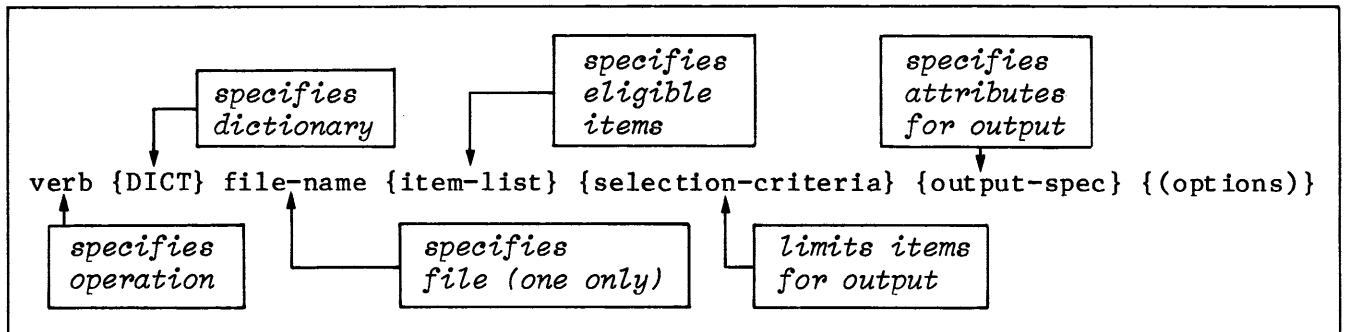 specifies
dictionary
specifies
eligible
items
specifies
attributes
for output
verb {DICT} file-name {item-list} {selection-criteria} {output-spec} {(options)}
specifies
operation
specifies
file (one only)
limits items
for output